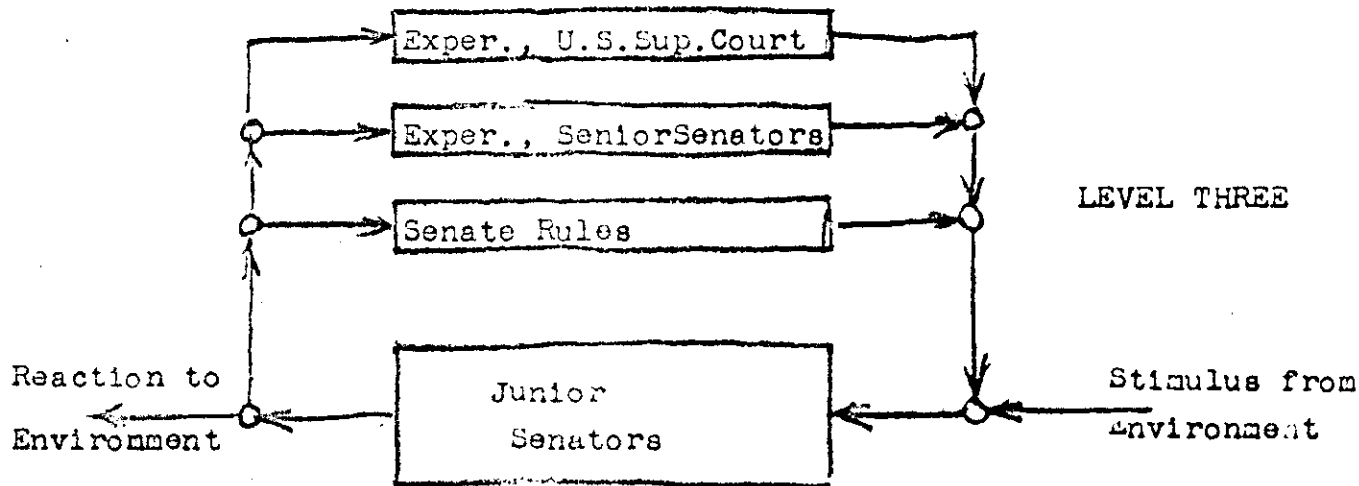 Exper., U.S.Sup.Court
Exper., SeniorSenators
LEVEL THREE
Senate Rules
Reaction to
Environment
Junior
Senators
Stimulus from
Environment